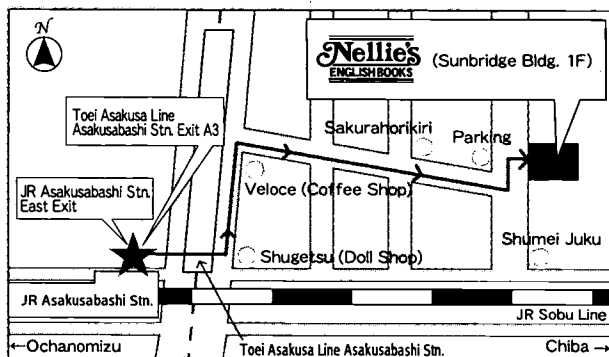 N
Nellie's
ENGLISH BOOKS
(Sunbridge Bldg. 1F)
Toei Asakusa Line
Asakusabashi Stn. Exit A3
Sakurahorikiri
Parking
JR Asakusabashi Stn.
East Exit
Veloce (Coffee Shop)
Shugetsu (Doll Shop)
Shumei Juku
JR Asakusabashi Stn.
JR Sobu Line
←Ochanomizu
Toei Asakusa Line Asakusabashi Stn.
Chiba→